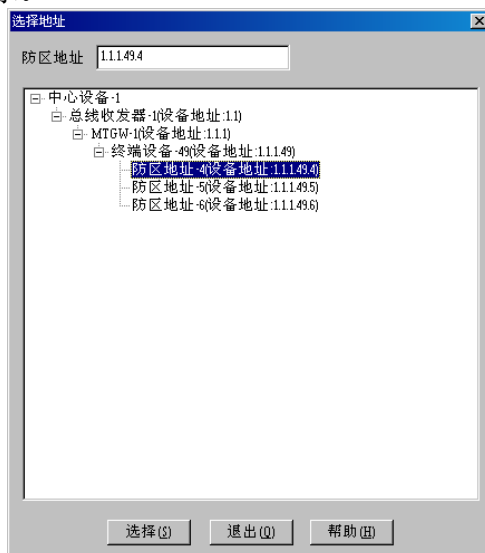 选择地址
防区地址 1.1.1.49.4
中心设备-1
总线收发器-1(设备地址:1.1)
MTGW-1(设备地址:1.1.1)
终端设备-49(设备地址:1.1.1.49)
防区地址-4(设备地址:1.1.1.49.4)
防区地址-5(设备地址:1.1.1.49.5)
防区地址-6(设备地址:1.1.1.49.6)
选择(S) 退出(Q) 帮助(H)